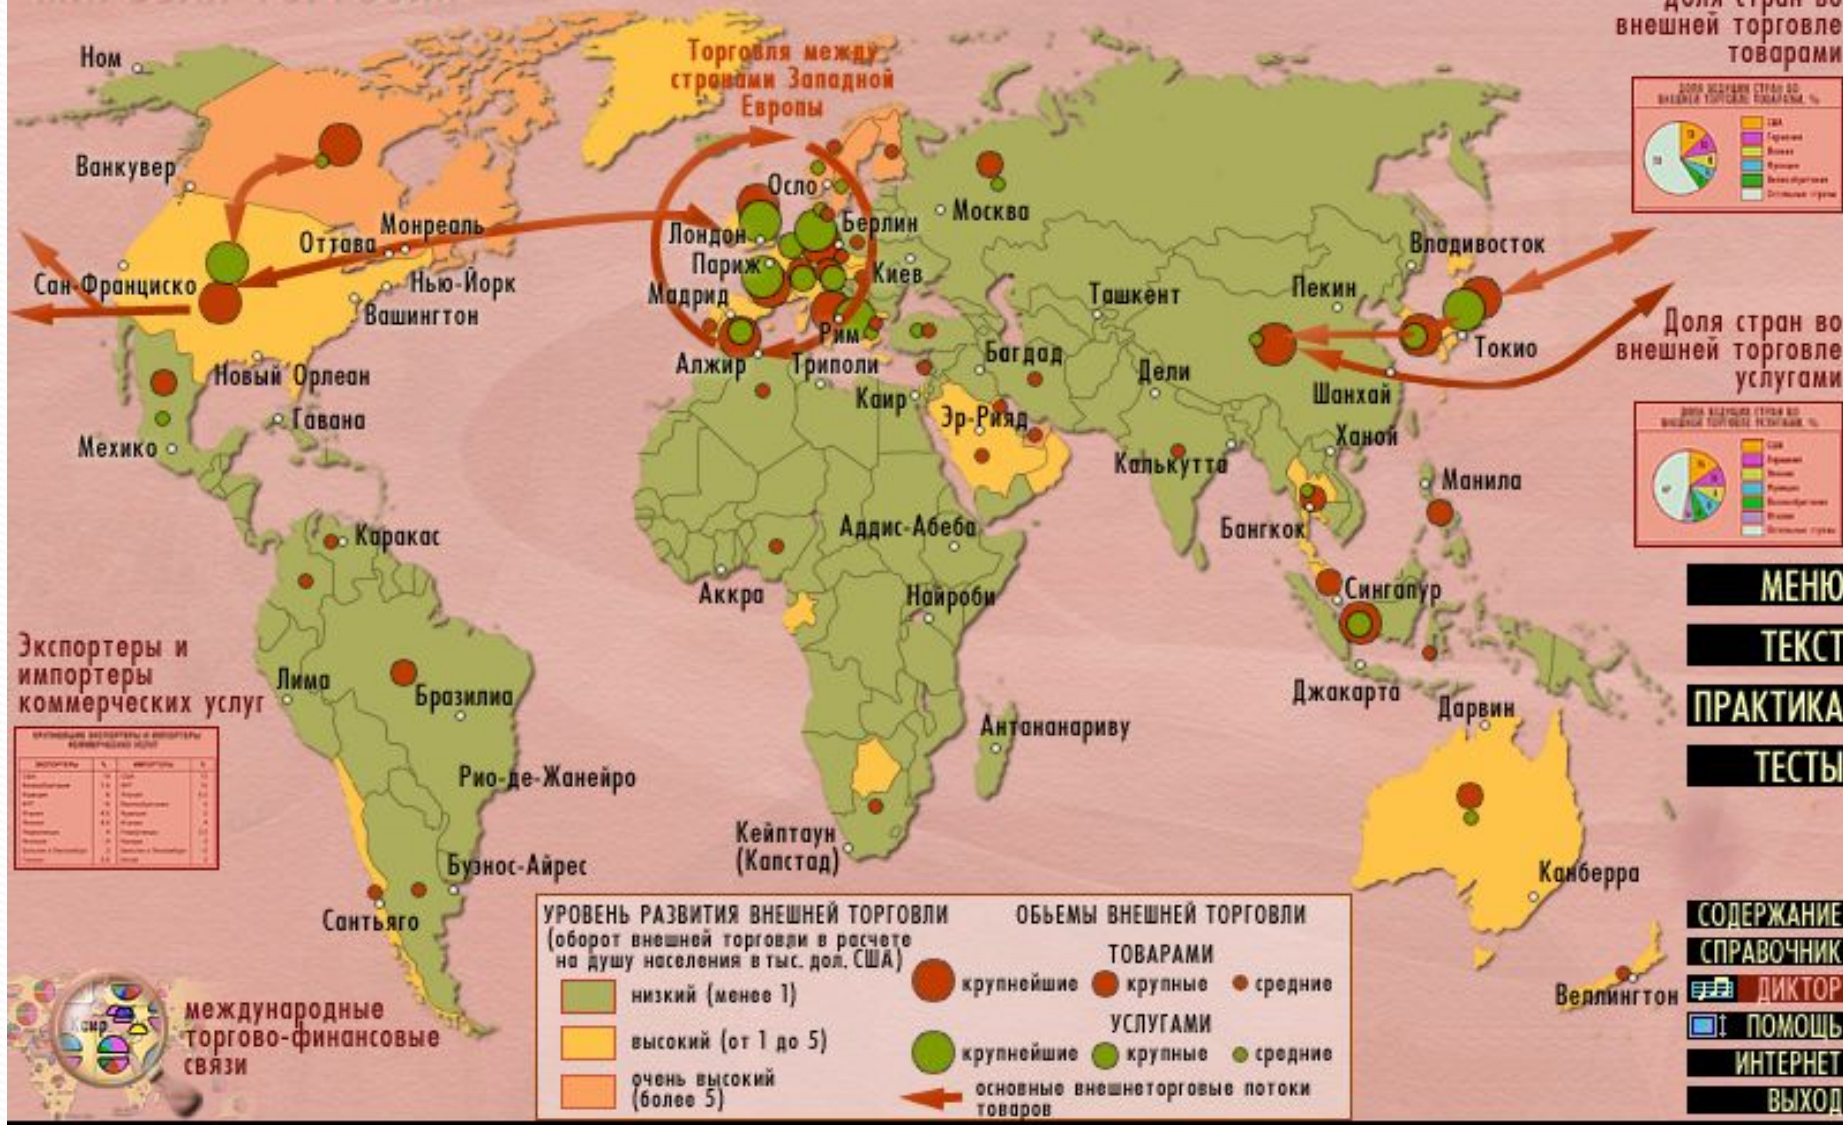 Доля стран во
внешней торговле
товарами
Торговля между
странами Западной
Европы
Ном
Ванкувер
Оттава
Монреаль
Сан-Франциско
Нью-Йорк
Вашингтон
Новый Орлеан
Гавана
Мехико
Осло
Лондон
Берлин
Париж
Киев
Мадрид
Рим
Алжир
Триполи
Москва
Владивосток
Ташкент
Пекин
Токио
Багдад
Дели
Шанхай
Каир
Эр-Рияд
Калькутта
Ханой
Манила
Бангкок
Доля стран во
внешней торговле
услугами
Каракас
Аддис-Абеба
Аккра
Найроби
Сингапур
Джакарта
Дарвин
Лима
Бразилиа
Антананариву
Рио-де-Жанейро
Кейптаун
(Капстад)
Буэнос-Айрес
Сантьяго
Канберра
Веллингтон
Экспортеры и
импортеры
коммерческих услуг
международные
торгово-финансовые
связи
Каир
УРОВЕНЬ РАЗВИТИЯ ВНЕШНЕЙ ТОРГОВЛИ
(оборот внешней торговли в расчете
на душу населения в тыс. дол. США)
низкий (менее 1)
высокий (от 1 до 5)
очень высокий
(более 5)
ОБЬЕМЫ ВНЕШНЕЙ ТОРГОВЛИ
ТОВАРАМИ
крупнейшие крупные средние
УСЛУГАМИ
крупнейшие крупные средние
основные внешнеторговые потоки
товаров
МЕНЮ
ТЕКСТ
ПРАКТИКА
ТЕСТЫ
СОДЕРЖАНИЕ
СПРАВОЧНИК
ДИКТОР
ПОМОЩЬ
ИНТЕРНЕТ
ВЫХОД